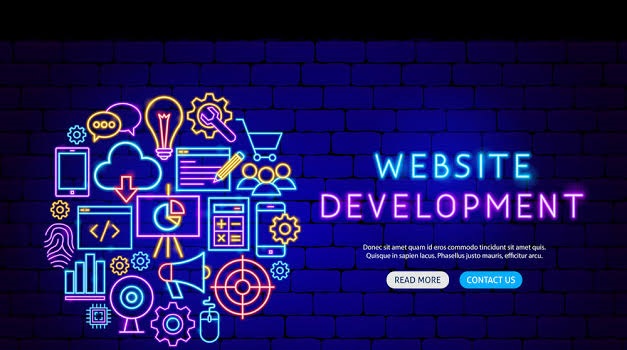 WEBSITE
DEVELOPMENT
Donec sit amet quam id eros commodo tincidunt sit amet quis.
Quisque in sapien lacus. Phasellus justo mauris, efficitur arcu.
READ MORE
CONTACT US